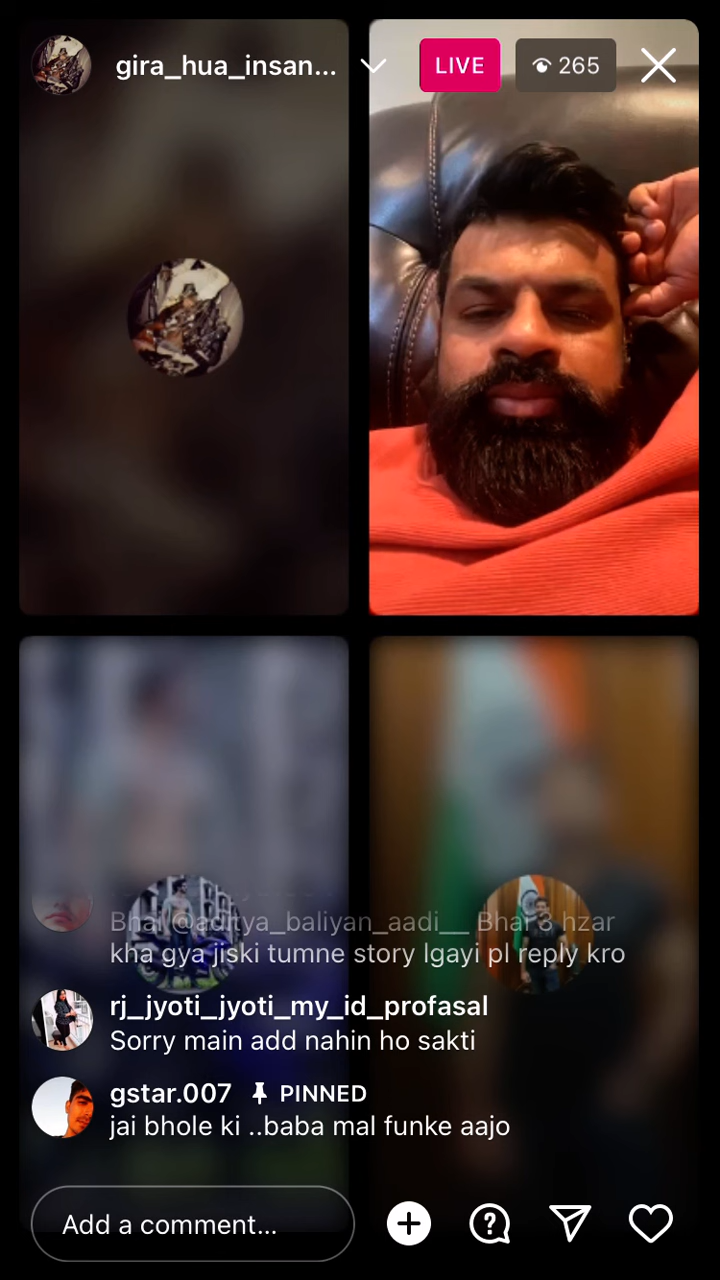 gira_hua_insan...
LIVE
265
Bhai @aditya_baliyan_aadi__ Bhai 3 hzar
kha gya jiski tumne story lgayi pl reply kro
rj_jyoti_jyoti_my_id_profasal
Sorry main add nahin ho sakti
gstar.007 PINNED
jai bhole ki ..baba mal funke aajo
Add a comment...